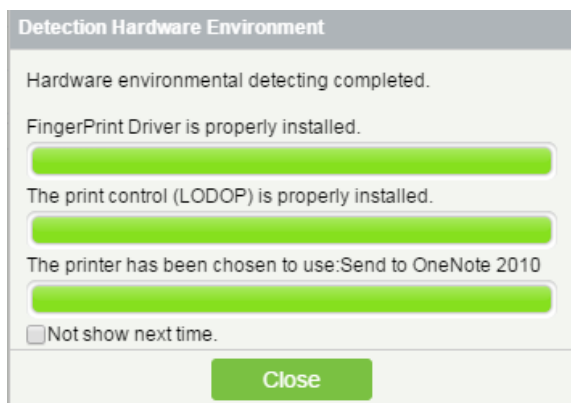 Detection Hardware Environment
Hardware environmental detecting completed.
FingerPrint Driver is properly installed.
The print control (LODOP) is properly installed.
The printer has been chosen to use:Send to OneNote 2010
Not show next time.
Close